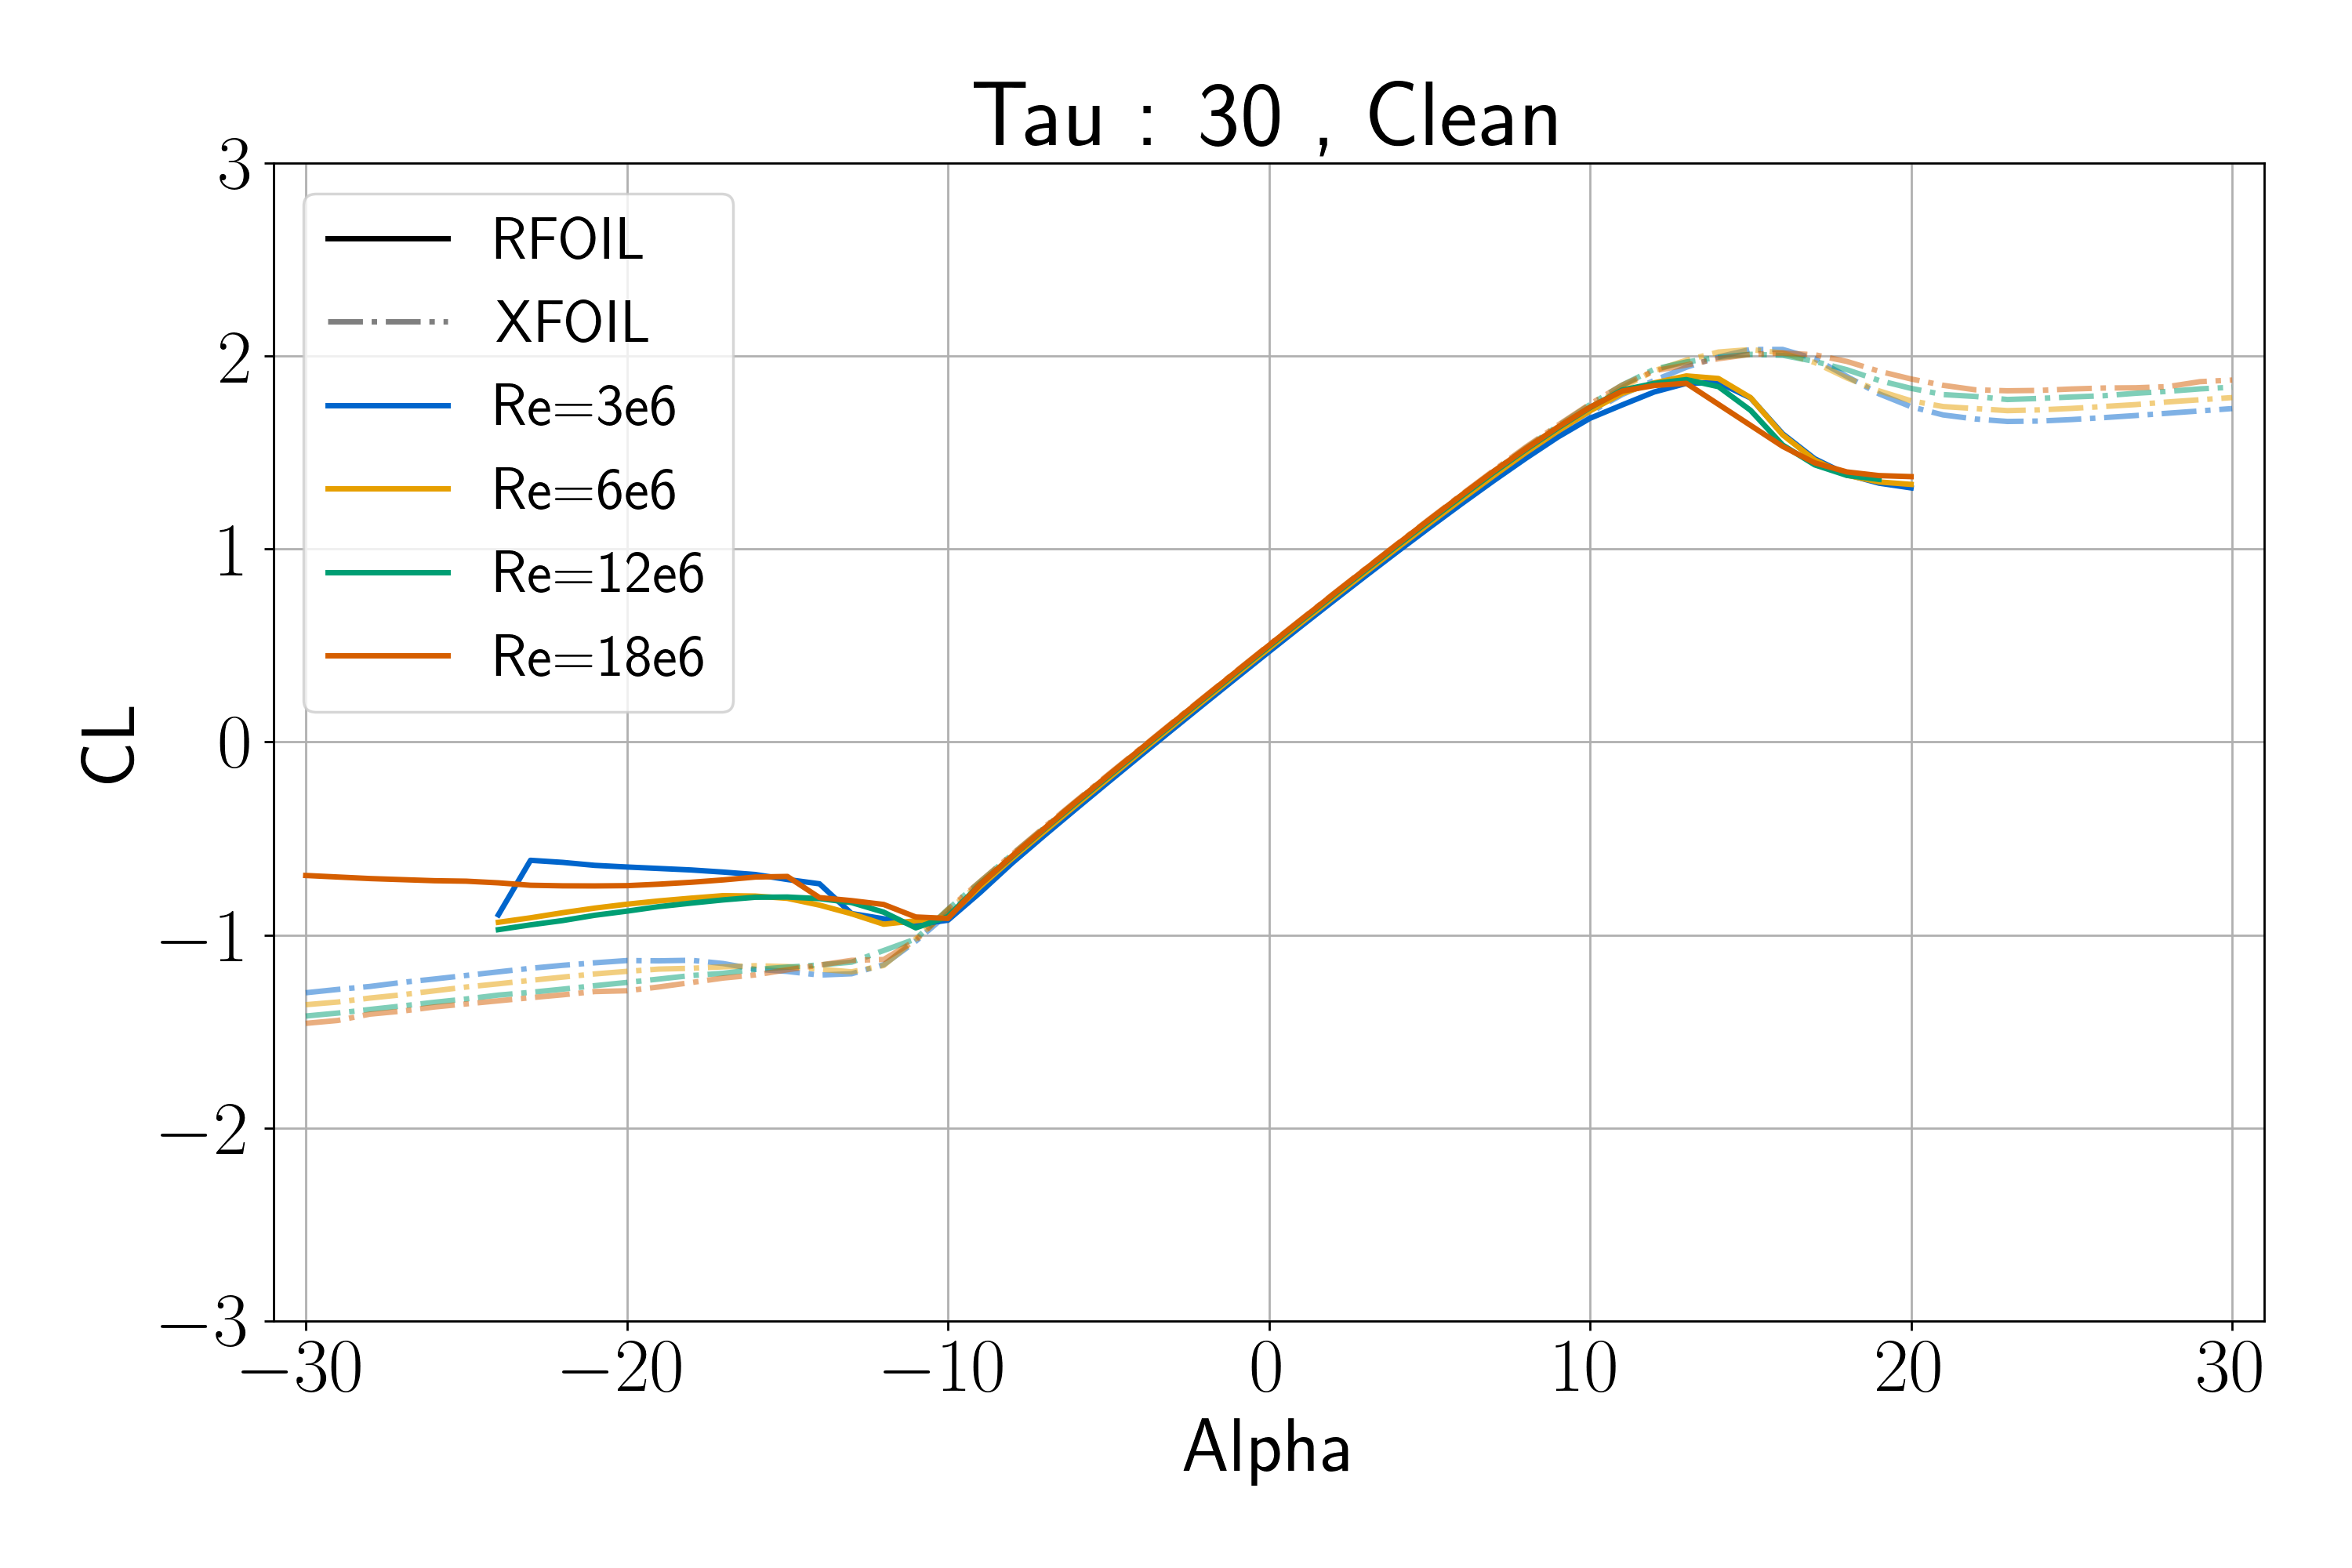 Tau : 30 , Clean
3
2
1
0
−1
−2
−3
CL
RFOIL
XFOIL
Re=3e6
Re=6e6
Re=12e6
Re=18e6
−30 −20 −10 0 10 20 30
Alpha